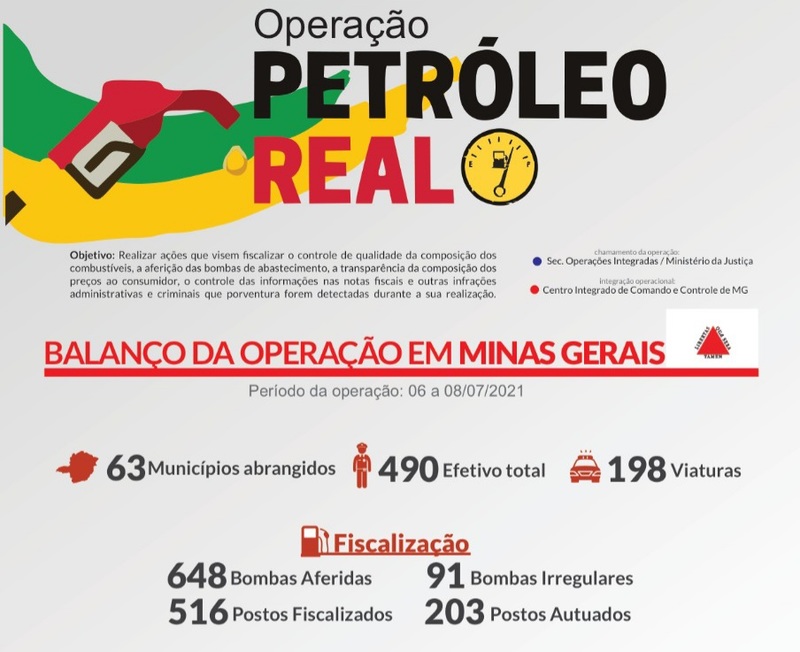 Operação
PETRÓLEO
REAL
E F
Objetivo: Realizar ações que visem fiscalizar o controle de qualidade da composição dos
combustíveis, a aferição das bombas de abastecimento, a transparência da composição dos
preços ao consumidor, o controle das informações nas notas fiscais e outras infrações
administrativas e criminais que porventura forem detectadas durante a sua realização.
chamamento da operação:
Sec. Operações Integradas / Ministério da Justiça
integração operacional:
Centro Integrado de Comando e Controle de MG
BALANÇO DA OPERAÇÃO EM MINAS GERAIS
LIBERTAS QUÆ SERA
TAMEN
Período da operação: 06 a 08/07/2021
63 Municípios abrangidos
490 Efetivo total
198 Viaturas
Fiscalização
648 Bombas Aferidas
91 Bombas Irregulares
516 Postos Fiscalizados
203 Postos Autuados